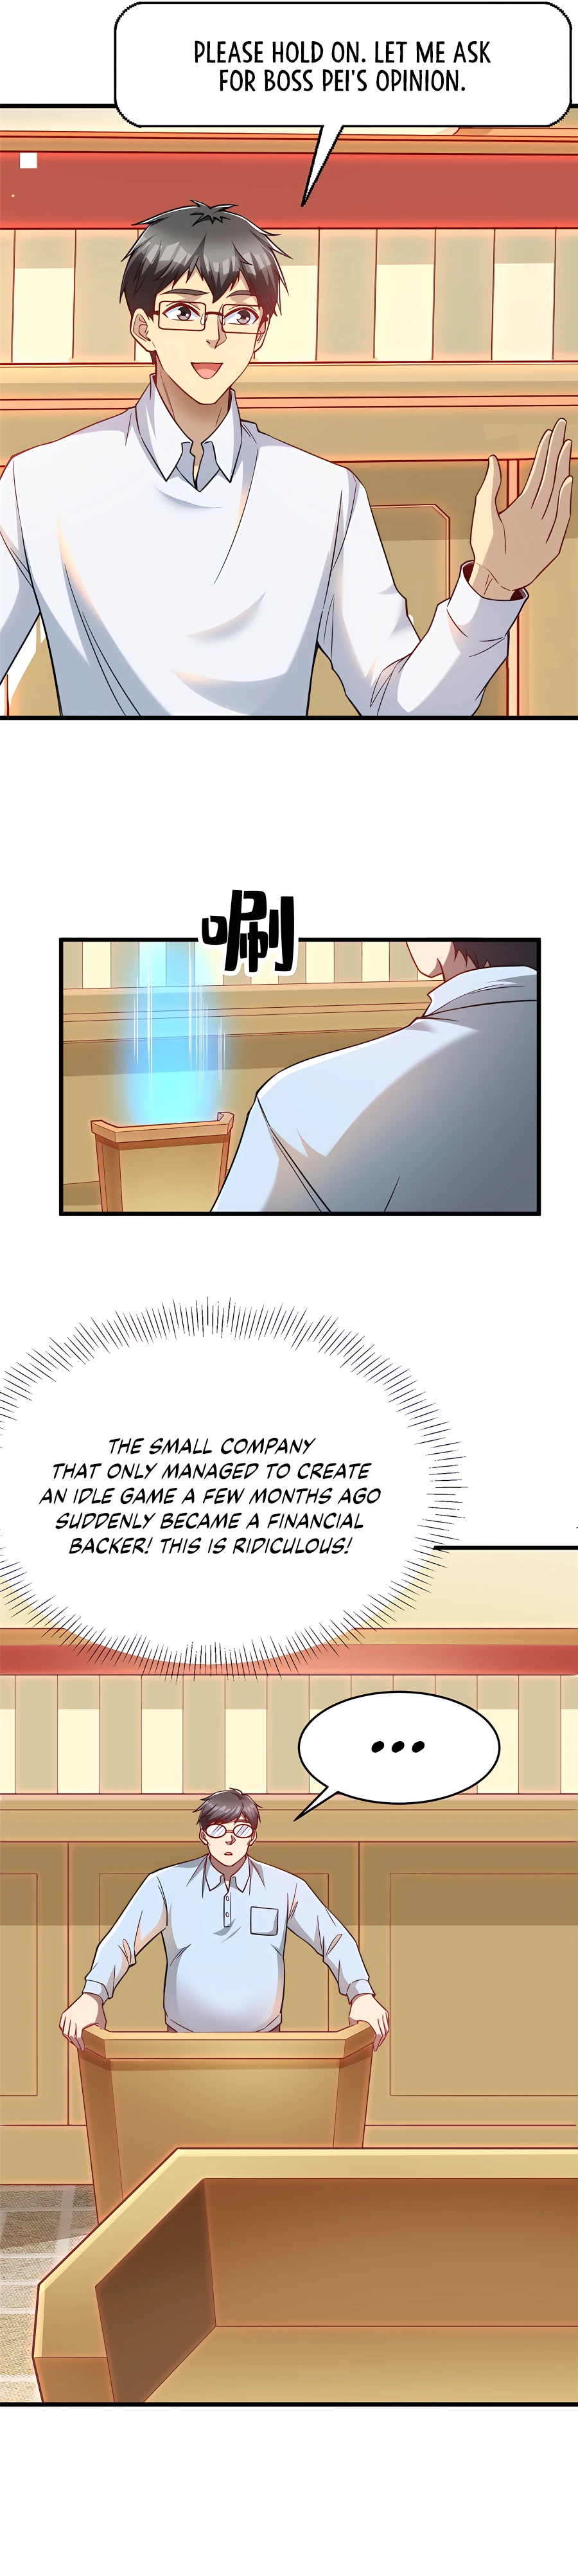 PLEASE HOLD ON. LET ME ASK
FOR BOSS PEI'S OPINION.
唰
THE SMALL COMPANY
THAT ONLY MANAGED TO CREATE
AN IDLE GAME A FEW MONTHS AGO
SUDDENLY BECAME A FINANCIAL
BACKER! THIS IS RIDICULOUS!
...